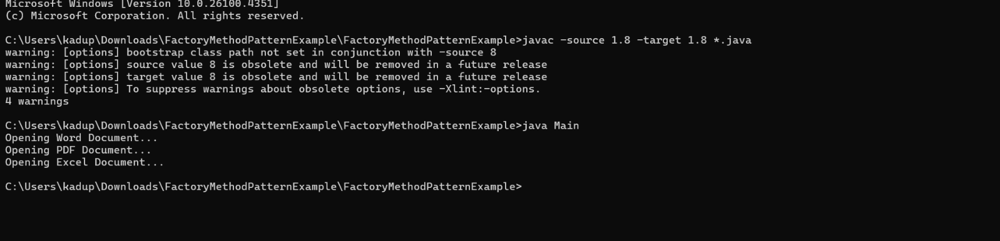 Microsoft Windows [Version 10.0.26100.4351]
(c) Microsoft Corporation. All rights reserved.
C:\Users\kadup\Downloads\FactoryMethodPatternExample\FactoryMethodPatternExample>javac -source 1.8 -target 1.8 *.java
warning: [options] bootstrap class path not set in conjunction with -source 8
warning: [options] source value 8 is obsolete and will be removed in a future release
warning: [options] target value 8 is obsolete and will be removed in a future release
warning: [options] To suppress warnings about obsolete options, use -Xlint:-options.
4 warnings
C:\Users\kadup\Downloads\FactoryMethodPatternExample\FactoryMethodPatternExample>java Main
Opening Word Document...
Opening PDF Document...
Opening Excel Document...
C:\Users\kadup\Downloads\FactoryMethodPatternExample\FactoryMethodPatternExample>